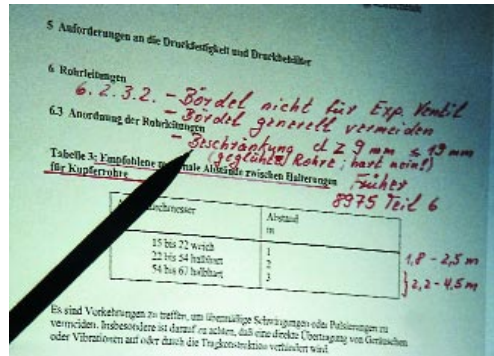 5 Anforderungen an die Druckfestigkeit und Druckbehälter
6 Rohrleitungen
6.2.3.2. - Bördel nicht für Exp. Ventil
- Bördel generell vermeiden
6.3 Anordnung der Rohrleitungen
- Beschränkung d ≥ 9 mm ≤ 19 mm
(geglühte Rohre; hart nein!)
Tabelle 3: Empfohlene Abstände zwischen Halterungen
für Kupferrohre
Früher
8975 Teil 6
Abstand
m
15 bis 22 weich 1
22 bis 54 halbhart 2
54 bis 67 halbhart 3
1,8 - 2,5 m
} 2,2 - 4,5 m
Es sind Vorkehrungen zu treffen, um übermäßige Schwingungen oder Pulsierungen zu
vermeiden. Insbesondere ist darauf zu achten, daß eine direkte Übertragung von Geräuschen
oder Vibrationen auf oder durch die Tragkonstruktion verhindert wird.